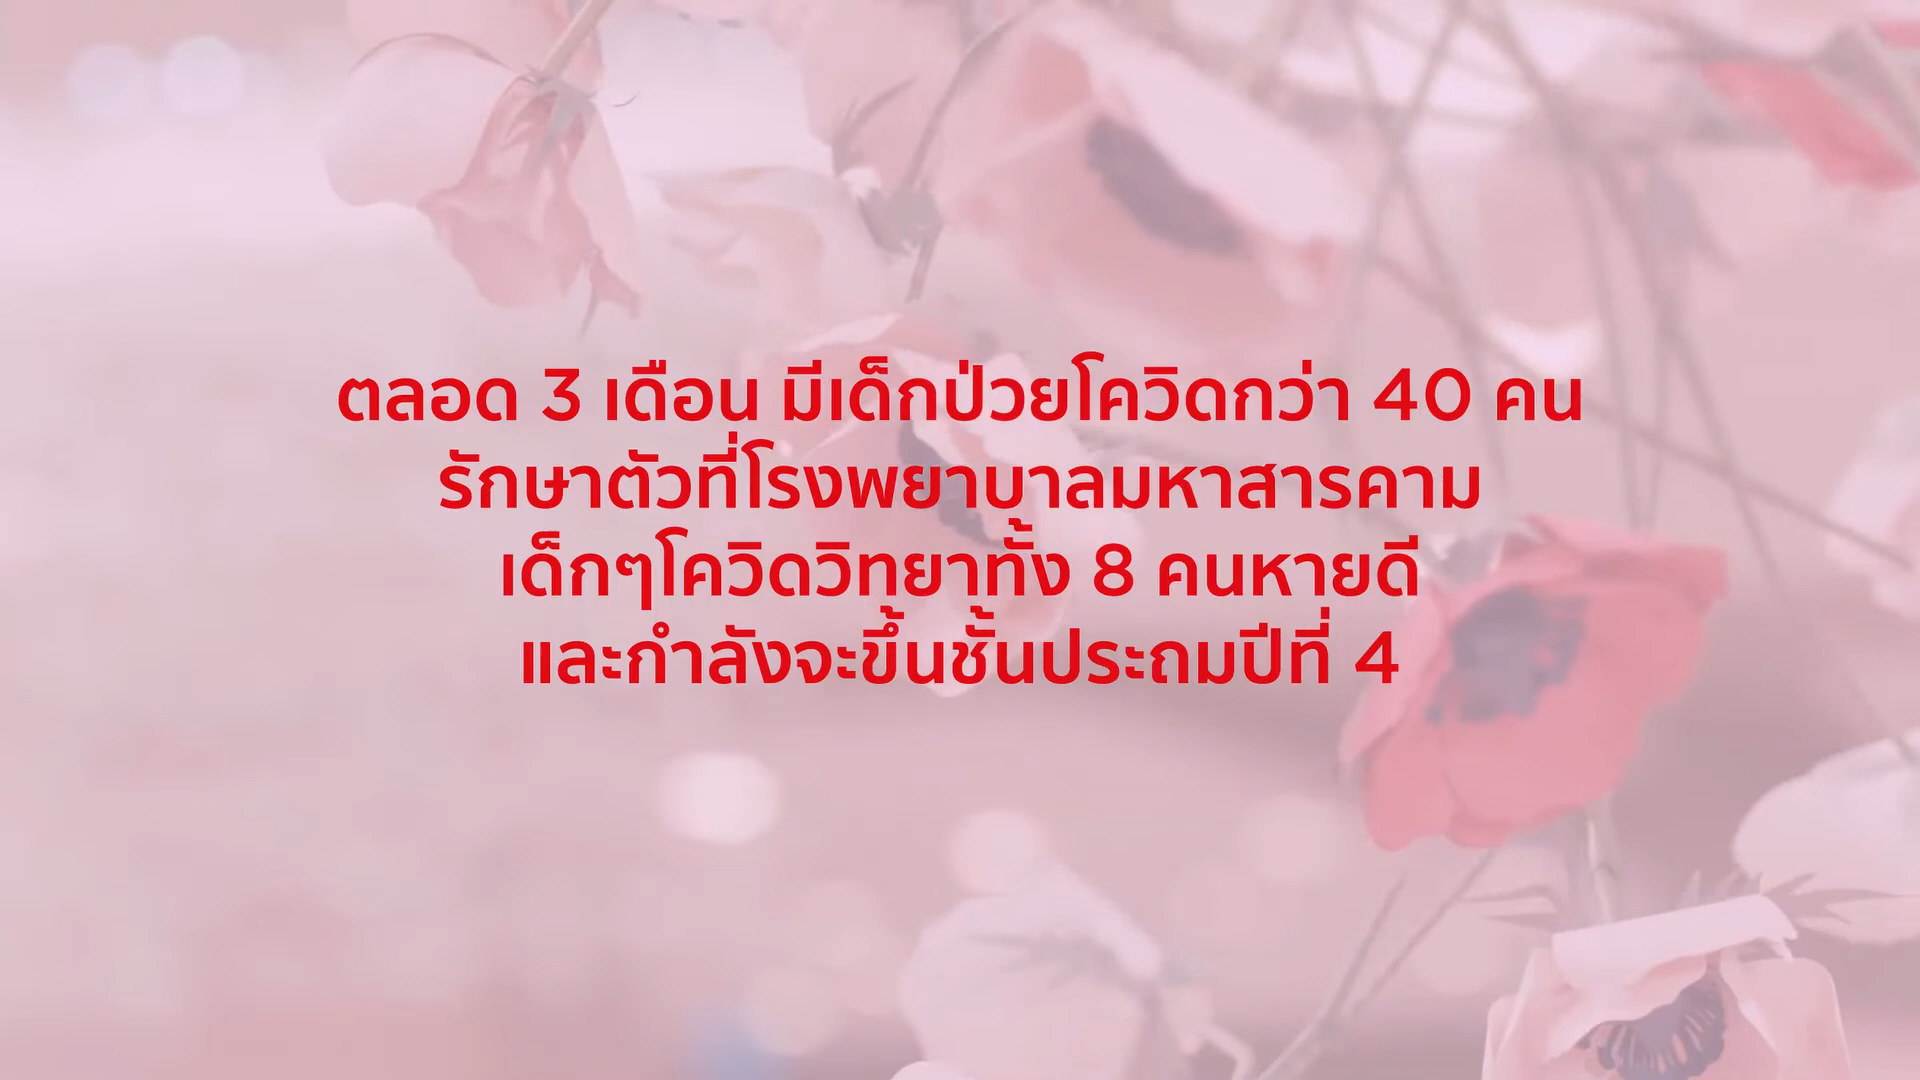 ตลอด 3 เดือน มีเด็กป่วยโควิดกว่า 40 คน
รักษาตัวที่โรงพยาบาลมหาสารคาม
เด็กๆโควิดวิทยาทั้ง 8 คนหายดี
และกำลังจะขึ้นชั้นประถมปีที่ 4